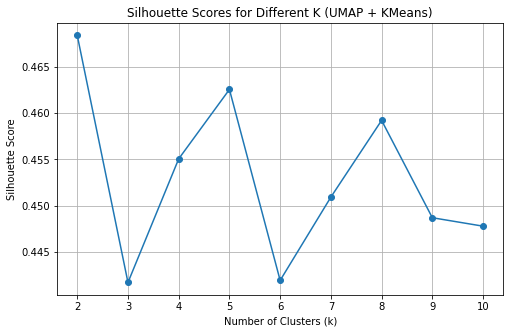 Silhouette Scores for Different K (UMAP + KMeans)
0.465
0.460
0.455
0.450
0.445
Silhouette Score
2 3 4 5 6 7 8 9 10
Number of Clusters (k)